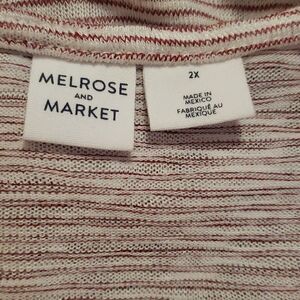 MELROSE
AND
MARKET
2X
MADE IN
MEXICO
FABRIQUÉ AU
MEXIQUE